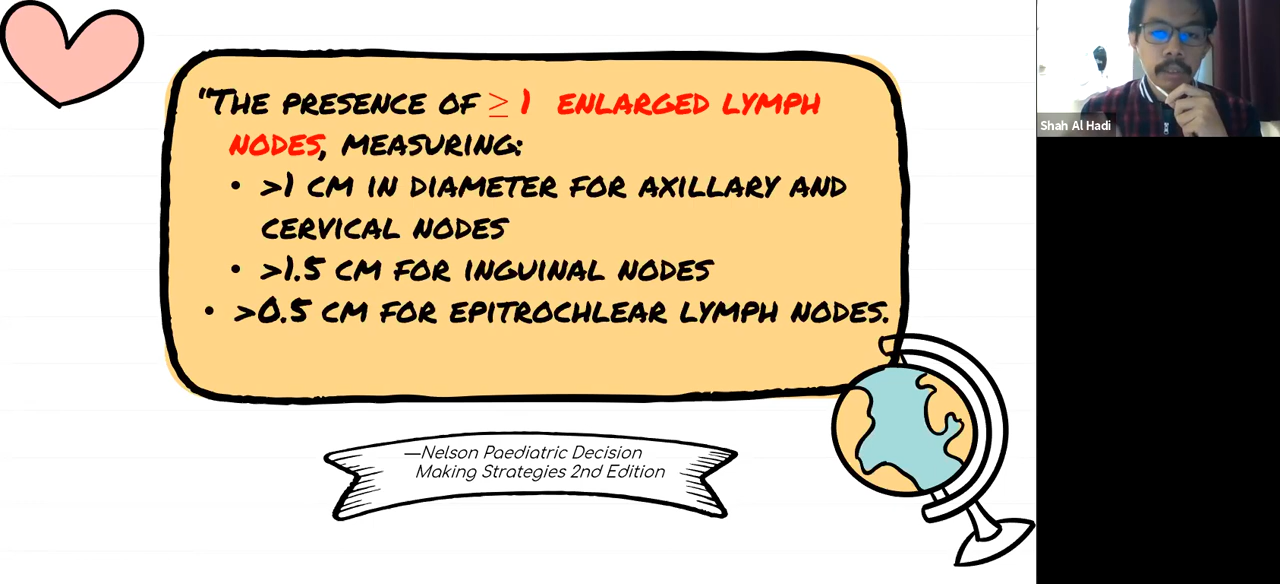 "The presence of ≥ 1 enlarged lymph
nodes, measuring:
• >1 cm in diameter for axillary and
cervical nodes
• >1.5 cm for inguinal nodes
• >0.5 cm for epitrochlear lymph nodes.
—Nelson Paediatric Decision
Making Strategies 2nd Edition
Shah Al Hadi